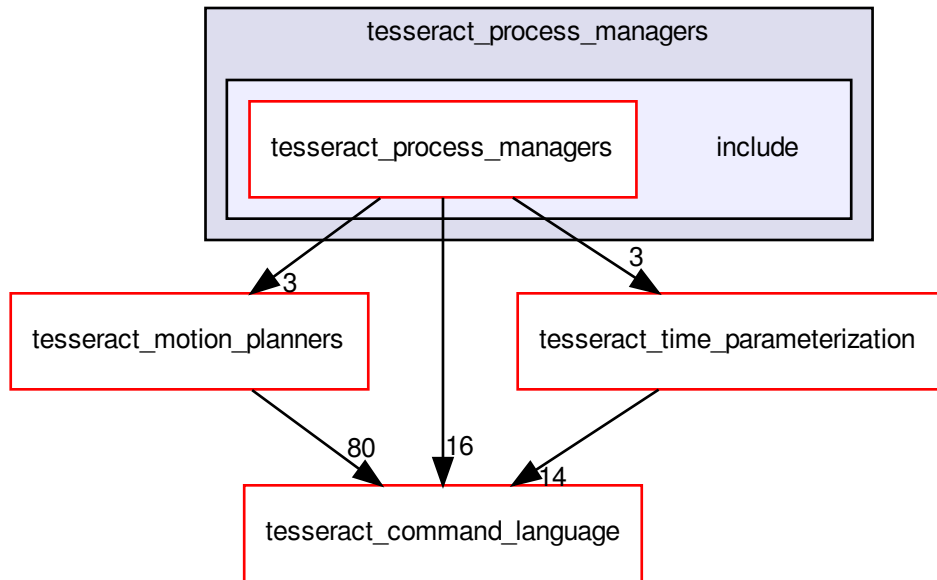 tesseract_process_managers
tesseract_process_managers
include
3
3
tesseract_motion_planners
tesseract_time_parameterization
80
16
14
tesseract_command_language